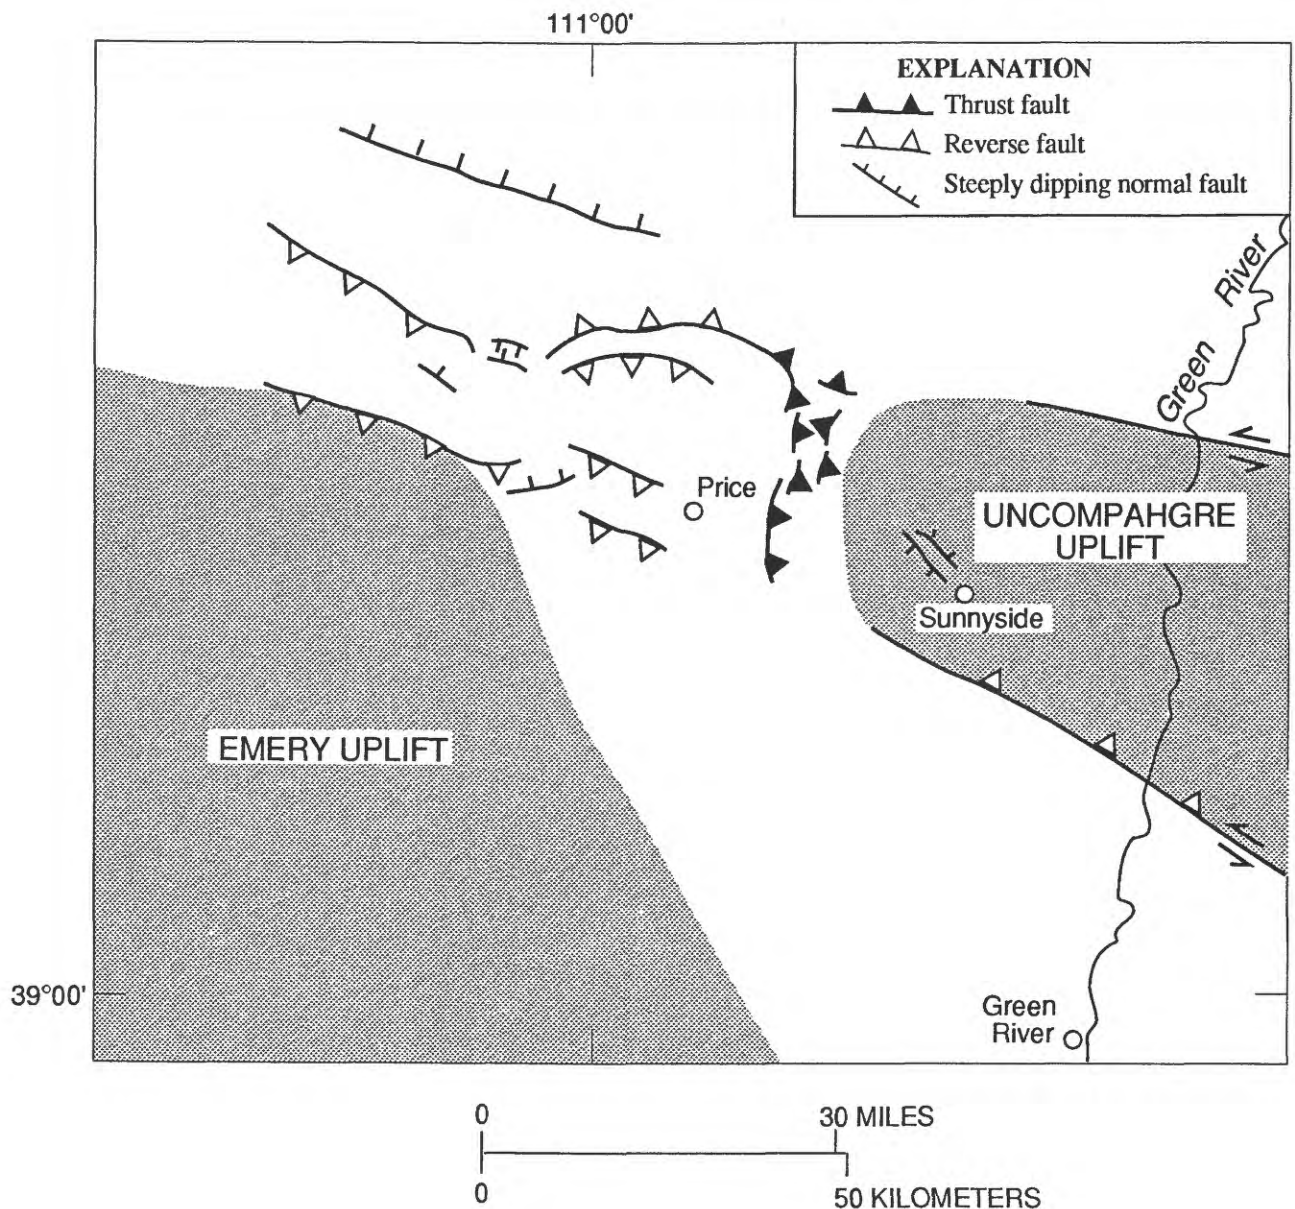 111°00'
EXPLANATION
Thrust fault
Reverse fault
Steeply dipping normal fault
Green River
Price
UNCOMPAHGRE
UPLIFT
Sunnyside
EMERY UPLIFT
39°00'
Green
River
0
30 MILES
0
50 KILOMETERS